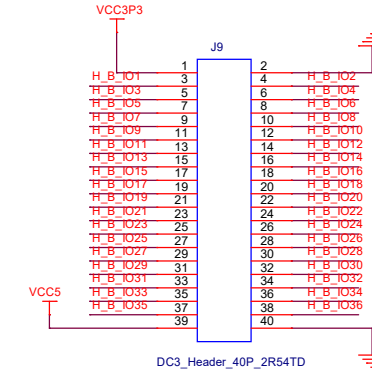 VCC3P3
J9
1 2
H_B_IO1 3 4 H_B_IO2
H_B_IO3 5 6 H_B_IO4
H_B_IO5 7 8 H_B_IO6
H_B_IO7 9 10 H_B_IO8
H_B_IO9 11 12 H_B_IO10
H_B_IO11 13 14 H_B_IO12
H_B_IO13 15 16 H_B_IO14
H_B_IO15 17 18 H_B_IO16
H_B_IO17 19 20 H_B_IO18
H_B_IO19 21 22 H_B_IO20
H_B_IO21 23 24 H_B_IO22
H_B_IO23 25 26 H_B_IO24
H_B_IO25 27 28 H_B_IO26
H_B_IO27 29 30 H_B_IO28
H_B_IO29 31 32 H_B_IO30
H_B_IO31 33 34 H_B_IO32
H_B_IO33 35 36 H_B_IO34
H_B_IO35 37 38 H_B_IO36
VCC5
39 40
DC3_Header_40P_2R54TD